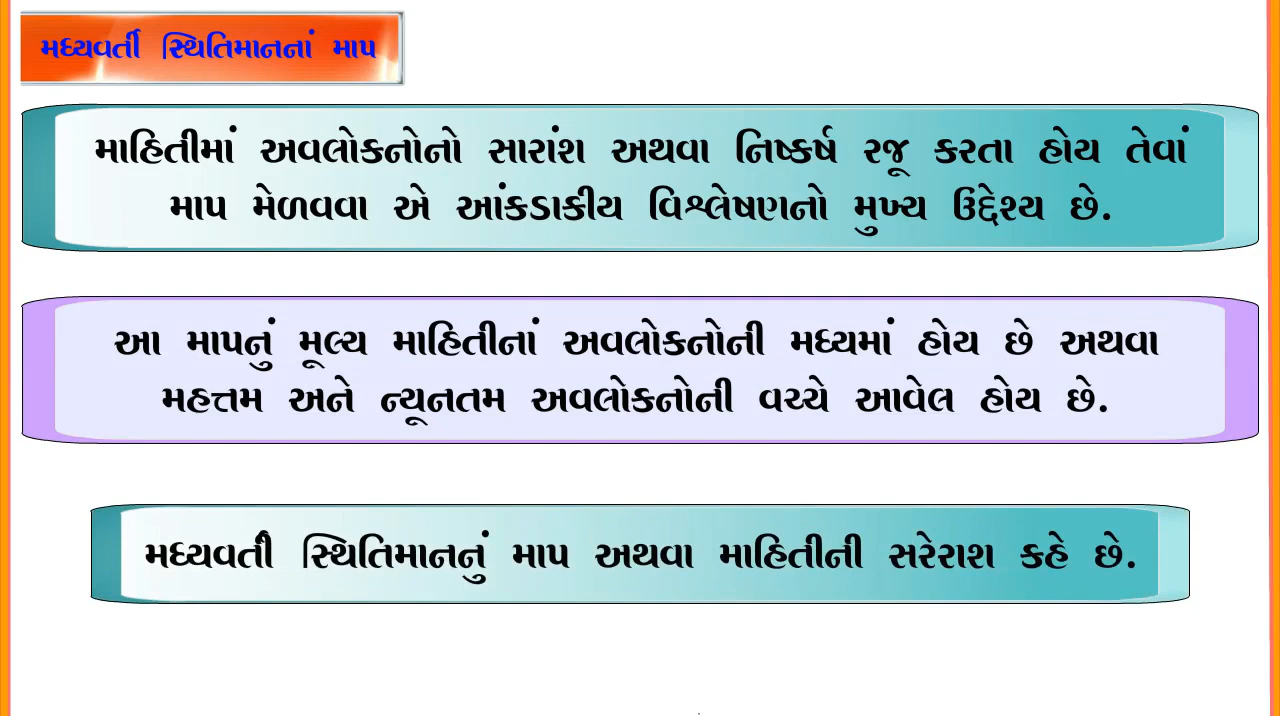 મધ્યવર્તી સ્થિતિમાનનાં માપ
માહિતીમાં અવલોકનોનો સારાંશ અથવા નિષ્કર્ષ રજૂ કરતા હોય તેવાં
માપ મેળવવા એ આંકડાકીય વિશ્લેષણનો મુખ્ય ઉદ્દેશ્ય છે.
આ માપનું મૂલ્ય માહિતીનાં અવલોકનોની મધ્યમાં હોય છે અથવા
મહત્તમ અને ન્યૂનતમ અવલોકનોની વચ્ચે આવેલ હોય છે.
મધ્યવર્તી સ્થિતિમાનનું માપ અથવા માહિતીની સરેરાશ કહે છે.